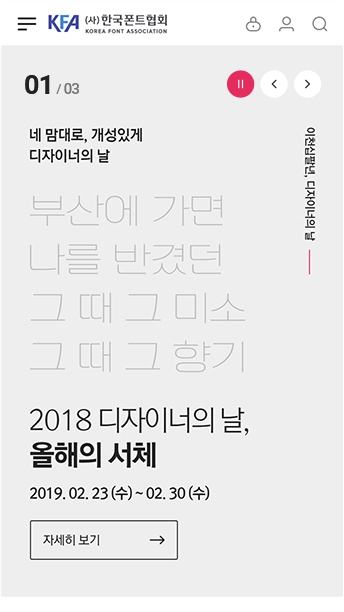 KFA (사)한국폰트협회
KOREA FONT ASSOCIATION
01 / 03
네 맘대로, 개성있게
디자이너의 날
이천십팔년, 디자이너의 날
부산에 가면
나를 반겼던
그 때 그 미소
그 때 그 향기
2018 디자이너의 날,
올해의 서체
2019. 02. 23 (수) ~ 02. 30 (수)
자세히 보기